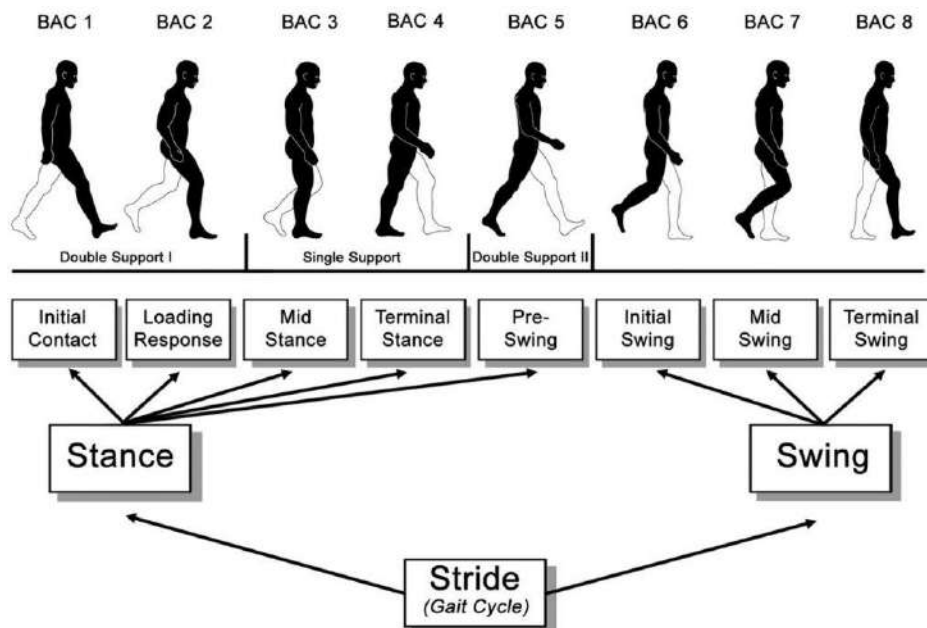 BAC 1 BAC 2 BAC 3 BAC 4 BAC 5 BAC 6 BAC 7 BAC 8
Double Support I Single Support Double Support II
Initial
Contact
Loading
Response
Mid
Stance
Terminal
Stance
Pre-
Swing
Initial
Swing
Mid
Swing
Terminal
Swing
Stance
Swing
Stride
(Gait Cycle)